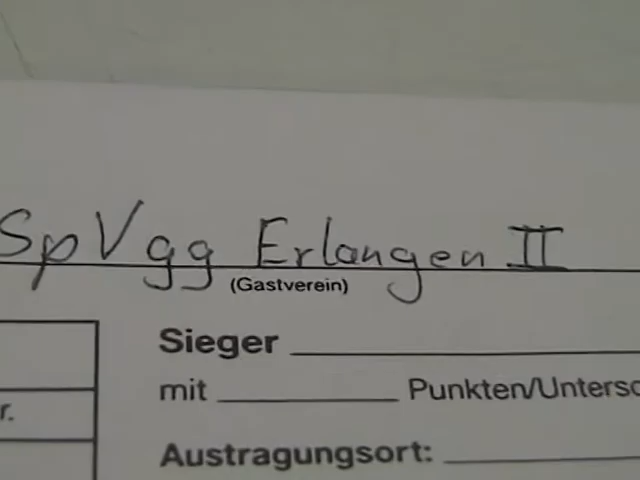 SpVgg Erlangen II
(Gastverein)
Sieger
mit Punkten/Untersc
r.
Austragungsort: